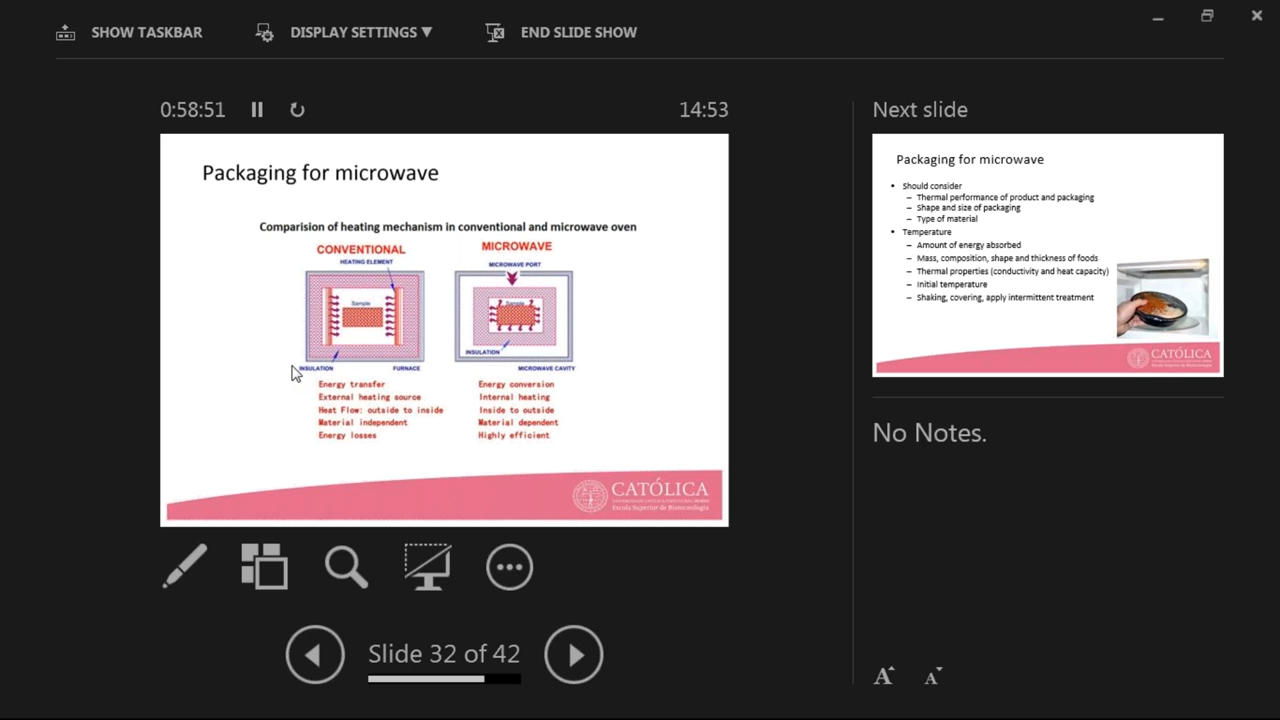 SHOW TASKBAR
DISPLAY SETTINGS ▼
END SLIDE SHOW
0:58:51
14:53
Packaging for microwave
Comparision of heating mechanism in conventional and microwave oven
CONVENTIONAL
HEATING ELEMENT
Sample
INSULATION
FURNACE
Energy transfer
External heating source
Heat Flow: outside to inside
Material independent
Energy losses
MICROWAVE
MICROWAVE PORT
Sample
INSULATION
MICROWAVE CAVITY
Energy conversion
Internal heating
Inside to outside
Material dependent
Highly efficient
CATÓLICA
Escola Superior de Biotecnologia
Slide 32 of 42
Next slide
Packaging for microwave
• Should consider
– Thermal performance of product and packaging
– Shape and size of packaging
– Type of material
• Temperature
– Amount of energy absorbed
– Mass, composition, shape and thickness of foods
– Thermal properties (conductivity and heat capacity)
– Initial temperature
– Shaking, covering, apply intermittent treatment
CATÓLICA
No Notes.
A
A